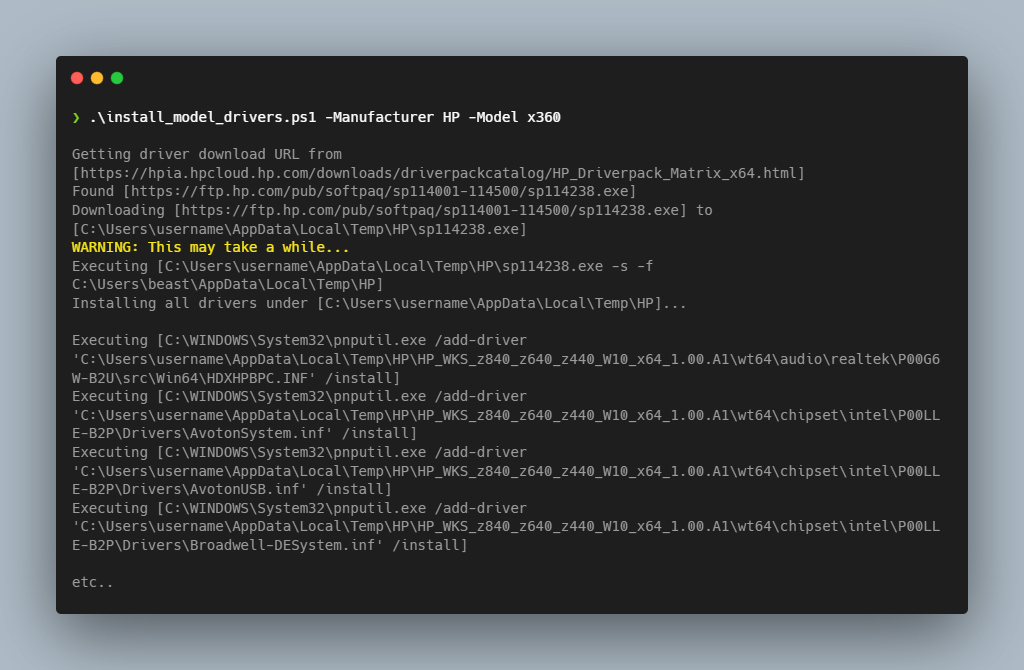 ❯ .\install_model_drivers.ps1 -Manufacturer HP -Model x360
Getting driver download URL from
[https://hpia.hpcloud.hp.com/downloads/driverpackcatalog/HP_Driverpack_Matrix_x64.html]
Found [https://ftp.hp.com/pub/softpaq/sp114001-114500/sp114238.exe]
Downloading [https://ftp.hp.com/pub/softpaq/sp114001-114500/sp114238.exe] to
[C:\Users\username\AppData\Local\Temp\HP\sp114238.exe]
WARNING: This may take a while...
Executing [C:\Users\username\AppData\Local\Temp\HP\sp114238.exe -s -f
C:\Users\beast\AppData\Local\Temp\HP]
Installing all drivers under [C:\Users\username\AppData\Local\Temp\HP]...
Executing [C:\WINDOWS\System32\pnputil.exe /add-driver
'C:\Users\username\AppData\Local\Temp\HP\HP_WKS_z840_z640_z440_W10_x64_1.00.A1\wt64\audio\realtek\P00G6
W-B2U\src\Win64\HDXHPBPC.INF' /install]
Executing [C:\WINDOWS\System32\pnputil.exe /add-driver
'C:\Users\username\AppData\Local\Temp\HP\HP_WKS_z840_z640_z440_W10_x64_1.00.A1\wt64\chipset\intel\P00LL
E-B2P\Drivers\AvotonSystem.inf' /install]
Executing [C:\WINDOWS\System32\pnputil.exe /add-driver
'C:\Users\username\AppData\Local\Temp\HP\HP_WKS_z840_z640_z440_W10_x64_1.00.A1\wt64\chipset\intel\P00LL
E-B2P\Drivers\AvotonUSB.inf' /install]
Executing [C:\WINDOWS\System32\pnputil.exe /add-driver
'C:\Users\username\AppData\Local\Temp\HP\HP_WKS_z840_z640_z440_W10_x64_1.00.A1\wt64\chipset\intel\P00LL
E-B2P\Drivers\Broadwell-DESystem.inf' /install]
etc..